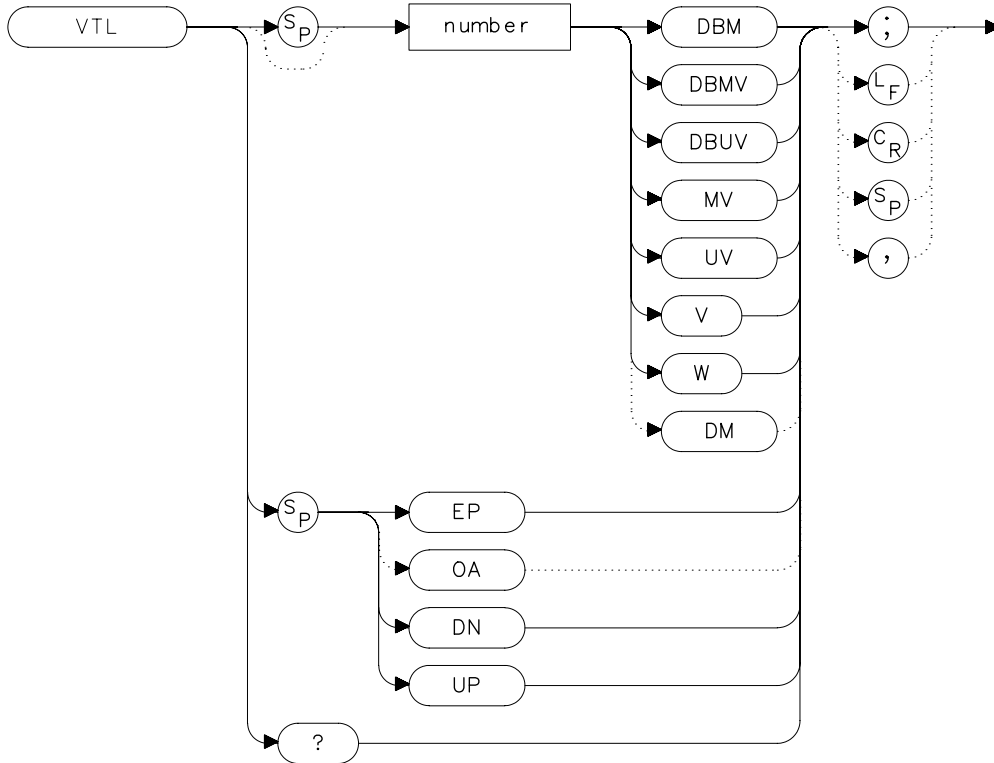 VTL SP number DBM ;
DBMV LF
DBUV CR
MV SP
UV ,
V
W
DM
SP EP
OA
DN
UP
?